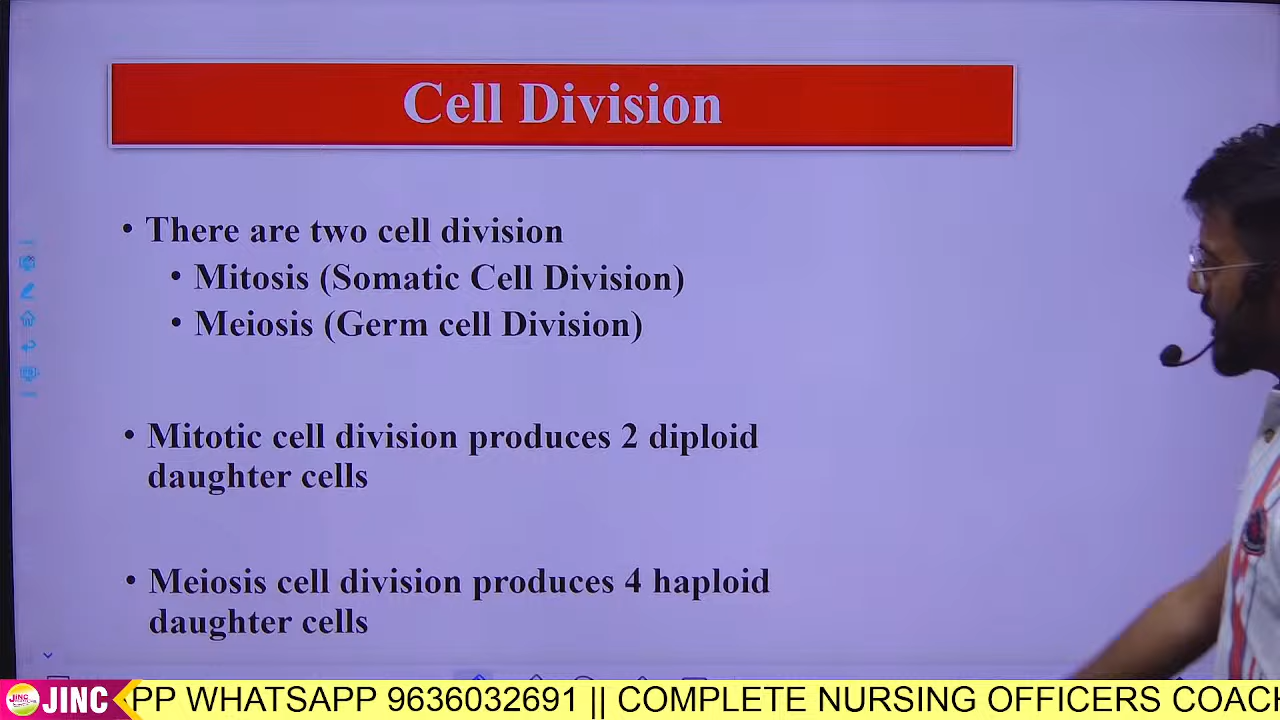 Cell Division
• There are two cell division
• Mitosis (Somatic Cell Division)
• Meiosis (Germ cell Division)
• Mitotic cell division produces 2 diploid
daughter cells
• Meiosis cell division produces 4 haploid
daughter cells
JINC
JINC PP WHATSAPP 9636032691 || COMPLETE NURSING OFFICERS COACH